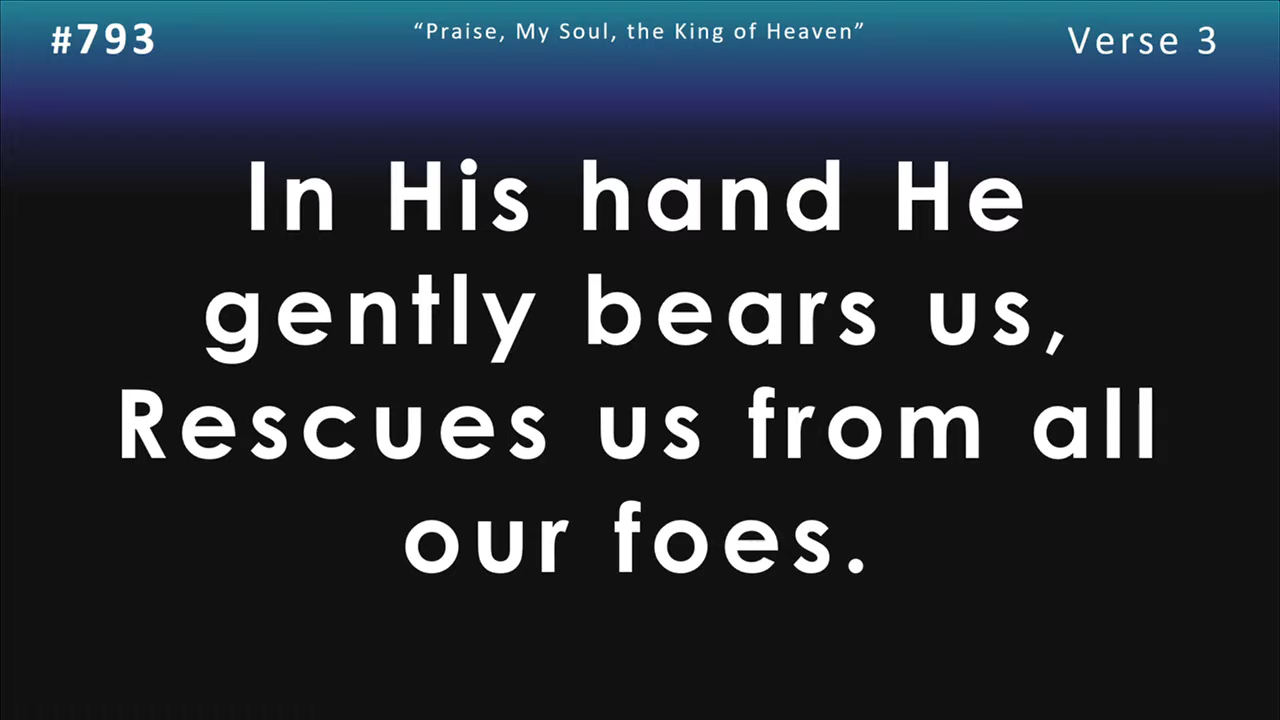 #793
“Praise, My Soul, the King of Heaven”
Verse 3
In His hand He
gently bears us,
Rescues us from all
our foes.